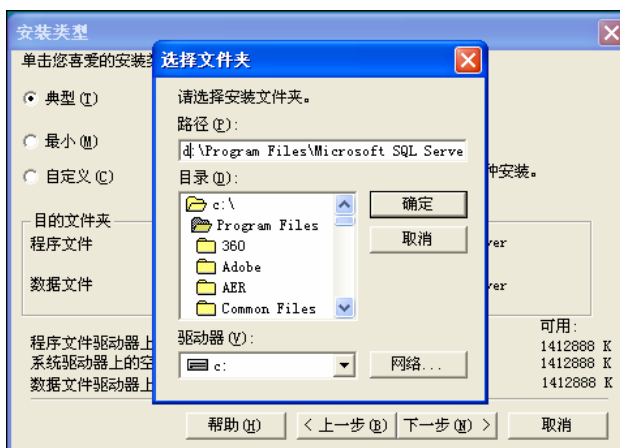 安装类型
单击您喜爱的安装
典型(T)
最小(M)
自定义(C)
种安装。
目的文件夹
程序文件
ver
数据文件
ver
可用:
程序文件驱动器上
1412888 K
系统驱动器上的空
1412888 K
数据文件驱动器上
1412888 K
帮助(H)
< 上一步(B)
下一步(N) >
取消
选择文件夹
请选择安装文件夹。
路径(P):
d:\Program Files\Microsoft SQL Serve
目录(D):
c:\
Program Files
360
Adobe
AER
Common Files
确定
取消
驱动器(V):
c:
网络...